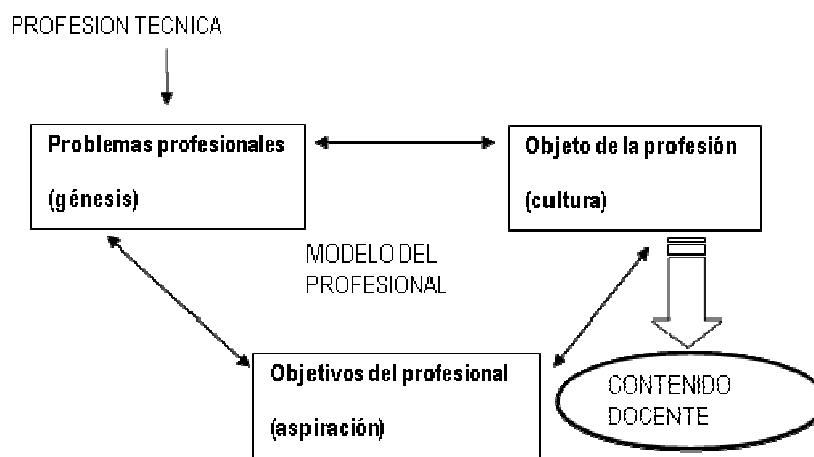 PROFESION TECNICA
Problemas profesionales
(génesis)
Objeto de la profesión
(cultura)
MODELO DEL
PROFESIONAL
Objetivos del profesional
(aspiración)
CONTENIDO
DOCENTE